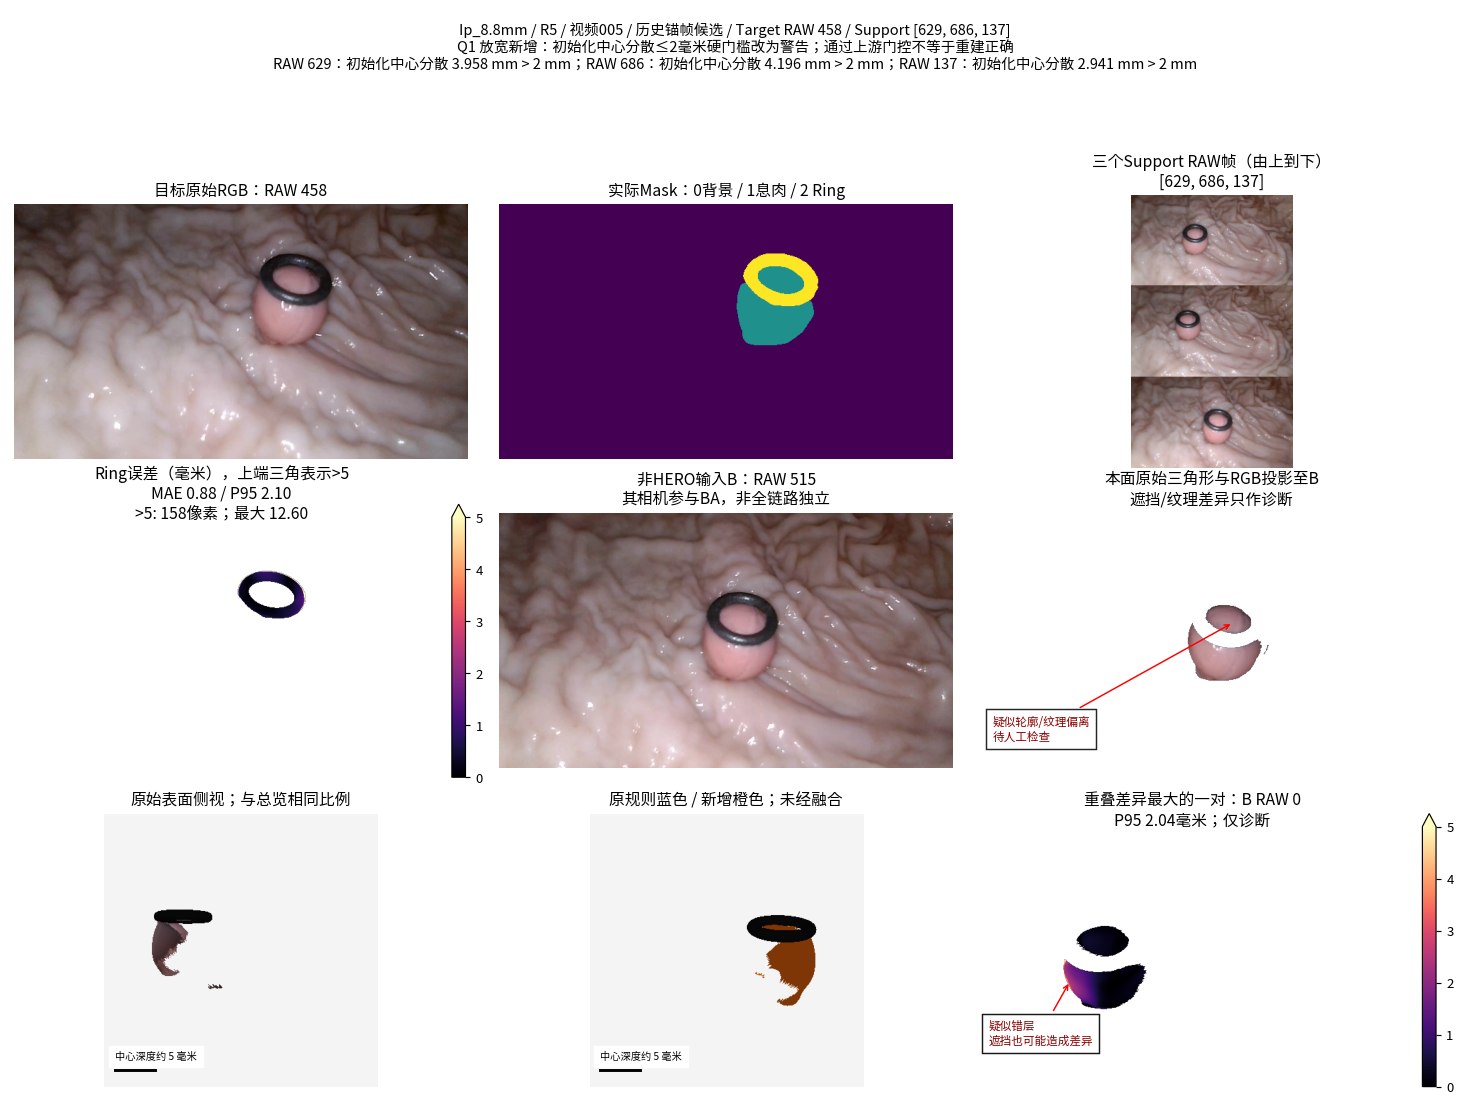 Ip_8.8mm / R5 / 视频005 / 历史锚帧候选 / Target RAW 458 / Support [629, 686, 137]
Q1 放宽新增：初始化中心分散≤2毫米硬门槛改为警告；通过上游门控不等于重建正确
RAW 629：初始化中心分散 3.958 mm > 2 mm；RAW 686：初始化中心分散 4.196 mm > 2 mm；RAW 137：初始化中心分散 2.941 mm > 2 mm
目标原始RGB：RAW 458
实际Mask：0背景 / 1息肉 / 2 Ring
三个Support RAW帧（由上到下）
[629, 686, 137]
Ring误差（毫米），上端三角表示>5
MAE 0.88 / P95 2.10
>5: 158像素；最大 12.60
5
4
3
2
1
0
非HERO输入B：RAW 515
其相机参与BA，非全链路独立
本面原始三角形与RGB投影至B
遮挡/纹理差异只作诊断
疑似轮廓/纹理偏离
待人工检查
原始表面侧视；与总览相同比例
中心深度约 5 毫米
原规则蓝色 / 新增橙色；未经融合
中心深度约 5 毫米
重叠差异最大的一对：B RAW 0
P95 2.04毫米；仅诊断
疑似错层
遮挡也可能造成差异
5
4
3
2
1
0